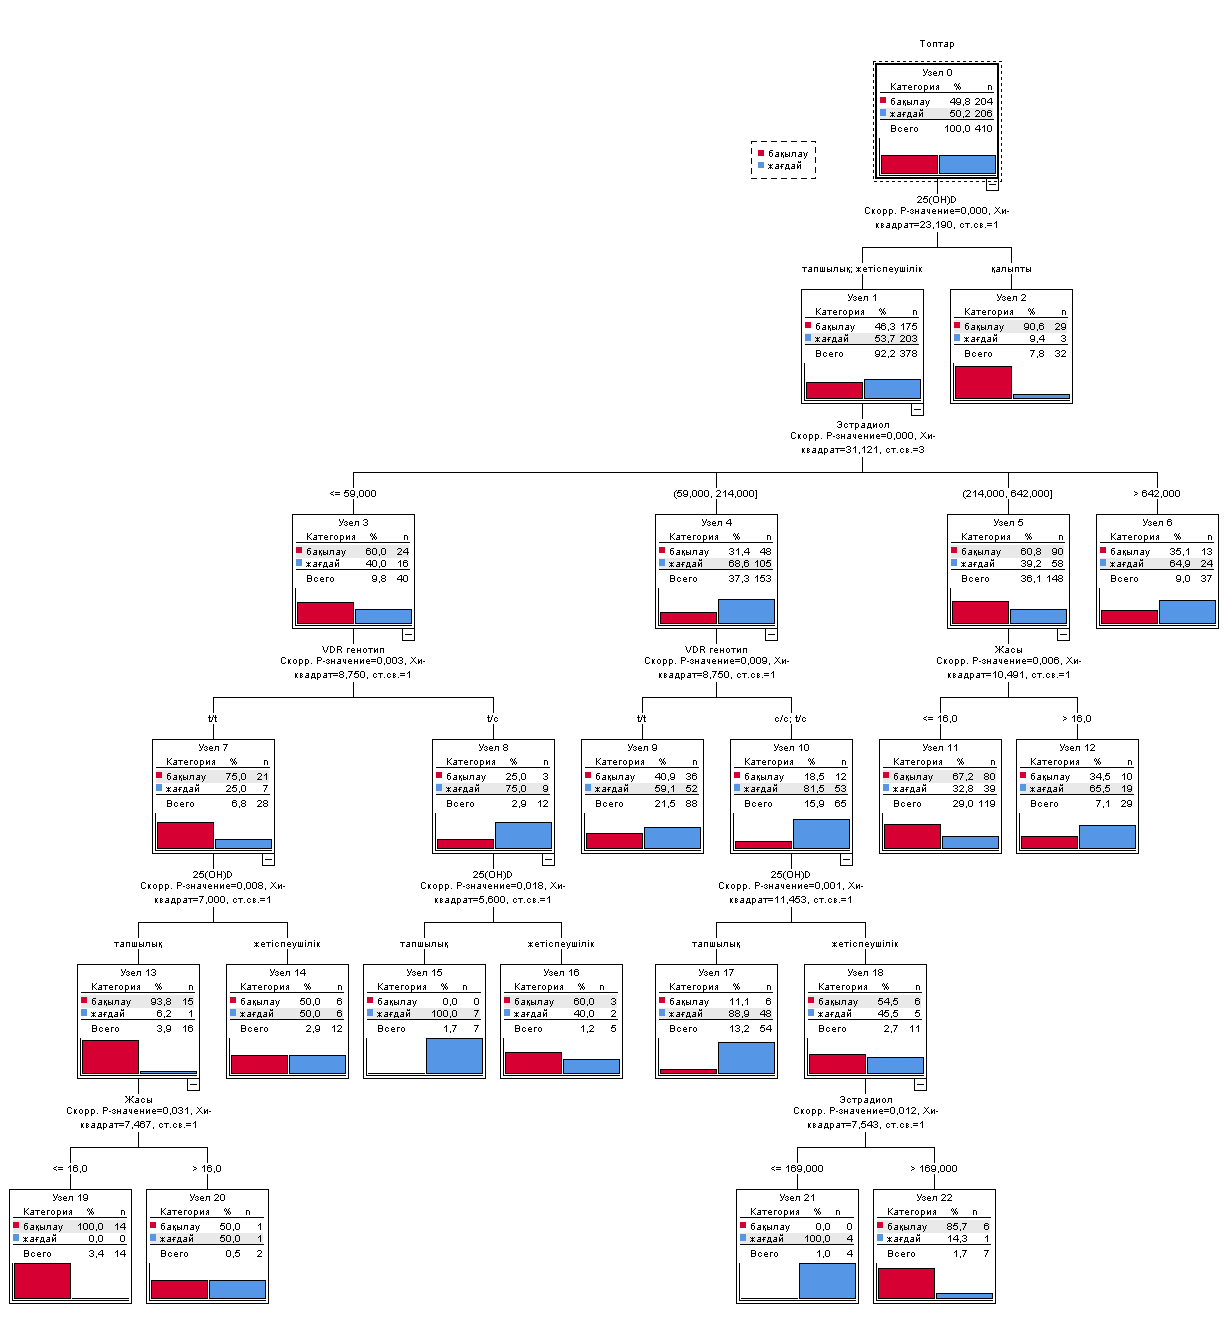 Топтар
Узел 0
Категория % n
бақылау 49,8 204
жағдай 50,2 206
Всего 100,0 410
бақылау
жағдай
25(OH)D
Скорр. P-значение=0,000, Хи-
квадрат=23,190, ст.св.=1
тапшылық; жетіспеушілік
қалыпты
Узел 1
Категория % n
бақылау 46,3 175
жағдай 53,7 203
Всего 92,2 378
Узел 2
Категория % n
бақылау 90,6 29
жағдай 9,4 3
Всего 7,8 32
Эстрадиол
Скорр. P-значение=0,000, Хи-
квадрат=31,121, ст.св.=3
<= 59,000
(59,000, 214,000]
(214,000, 642,000]
> 642,000
Узел 3
Категория % n
бақылау 60,0 24
жағдай 40,0 16
Всего 9,8 40
Узел 4
Категория % n
бақылау 31,4 48
жағдай 68,6 105
Всего 37,3 153
Узел 5
Категория % n
бақылау 60,8 90
жағдай 39,2 58
Всего 36,1 148
Узел 6
Категория % n
бақылау 35,1 13
жағдай 64,9 24
Всего 9,0 37
VDR генотип
Скорр. P-значение=0,003, Хи-
квадрат=8,750, ст.св.=1
VDR генотип
Скорр. P-значение=0,009, Хи-
квадрат=8,750, ст.св.=1
Жасы
Скорр. P-значение=0,006, Хи-
квадрат=10,491, ст.св.=1
t/t
t/c
t/t
c/c; t/c
<= 16,0
> 16,0
Узел 7
Категория % n
бақылау 75,0 21
жағдай 25,0 7
Всего 6,8 28
Узел 8
Категория % n
бақылау 25,0 3
жағдай 75,0 9
Всего 2,9 12
Узел 9
Категория % n
бақылау 40,9 36
жағдай 59,1 52
Всего 21,5 88
Узел 10
Категория % n
бақылау 18,5 12
жағдай 81,5 53
Всего 15,9 65
Узел 11
Категория % n
бақылау 67,2 80
жағдай 32,8 39
Всего 29,0 119
Узел 12
Категория % n
бақылау 34,5 10
жағдай 65,5 19
Всего 7,1 29
25(OH)D
Скорр. P-значение=0,008, Хи-
квадрат=7,000, ст.св.=1
25(OH)D
Скорр. P-значение=0,018, Хи-
квадрат=5,600, ст.св.=1
25(OH)D
Скорр. P-значение=0,001, Хи-
квадрат=11,453, ст.св.=1
тапшылық
жетіспеушілік
тапшылық
жетіспеушілік
тапшылық
жетіспеушілік
Узел 13
Категория % n
бақылау 93,8 15
жағдай 6,2 1
Всего 3,9 16
Узел 14
Категория % n
бақылау 50,0 6
жағдай 50,0 6
Всего 2,9 12
Узел 15
Категория % n
бақылау 0,0 0
жағдай 100,0 7
Всего 1,7 7
Узел 16
Категория % n
бақылау 60,0 3
жағдай 40,0 2
Всего 1,2 5
Узел 17
Категория % n
бақылау 11,1 6
жағдай 88,9 48
Всего 13,2 54
Узел 18
Категория % n
бақылау 54,5 6
жағдай 45,5 5
Всего 2,7 11
Жасы
Скорр. P-значение=0,031, Хи-
квадрат=7,467, ст.св.=1
Эстрадиол
Скорр. P-значение=0,012, Хи-
квадрат=7,543, ст.св.=1
<= 16,0
> 16,0
<= 169,000
> 169,000
Узел 19
Категория % n
бақылау 100,0 14
жағдай 0,0 0
Всего 3,4 14
Узел 20
Категория % n
бақылау 50,0 1
жағдай 50,0 1
Всего 0,5 2
Узел 21
Категория % n
бақылау 0,0 0
жағдай 100,0 4
Всего 1,0 4
Узел 22
Категория % n
бақылау 85,7 6
жағдай 14,3 1
Всего 1,7 7